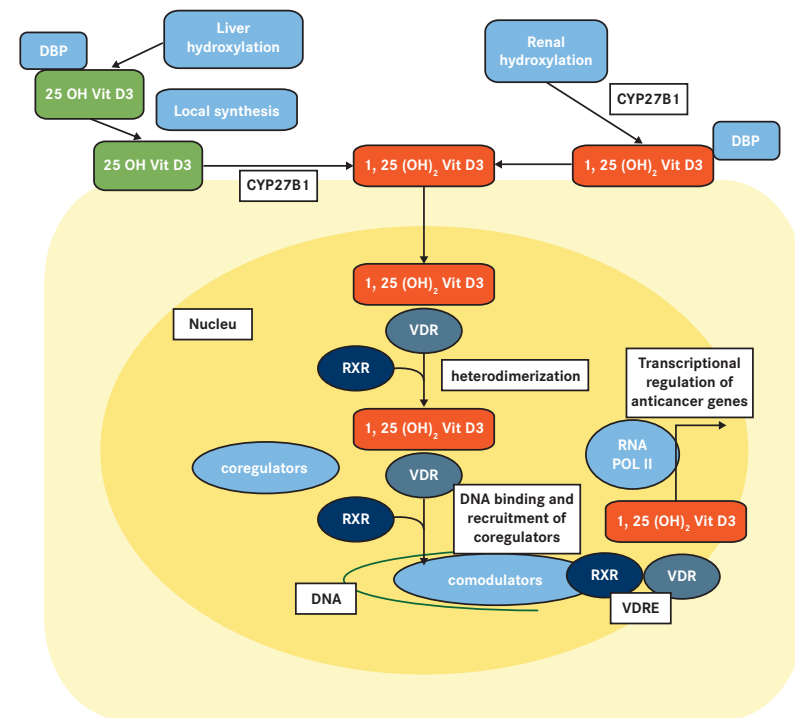 Liver
hydroxylation
DBP
25 OH Vit D3
Local synthesis
25 OH Vit D3
CYP27B1
1, 25 (OH)₂ Vit D3
Renal
hydroxylation
CYP27B1
DBP
1, 25 (OH)₂ Vit D3
1, 25 (OH)₂ Vit D3
Nucleu
VDR
RXR
heterodimerization
1, 25 (OH)₂ Vit D3
coregulators
VDR
RXR
DNA binding and
recruitment of
coregulators
Transcriptional
regulation of
anticancer genes
RNA
POL II
1, 25 (OH)₂ Vit D3
DNA
comodulators
RXR
VDR
VDRE